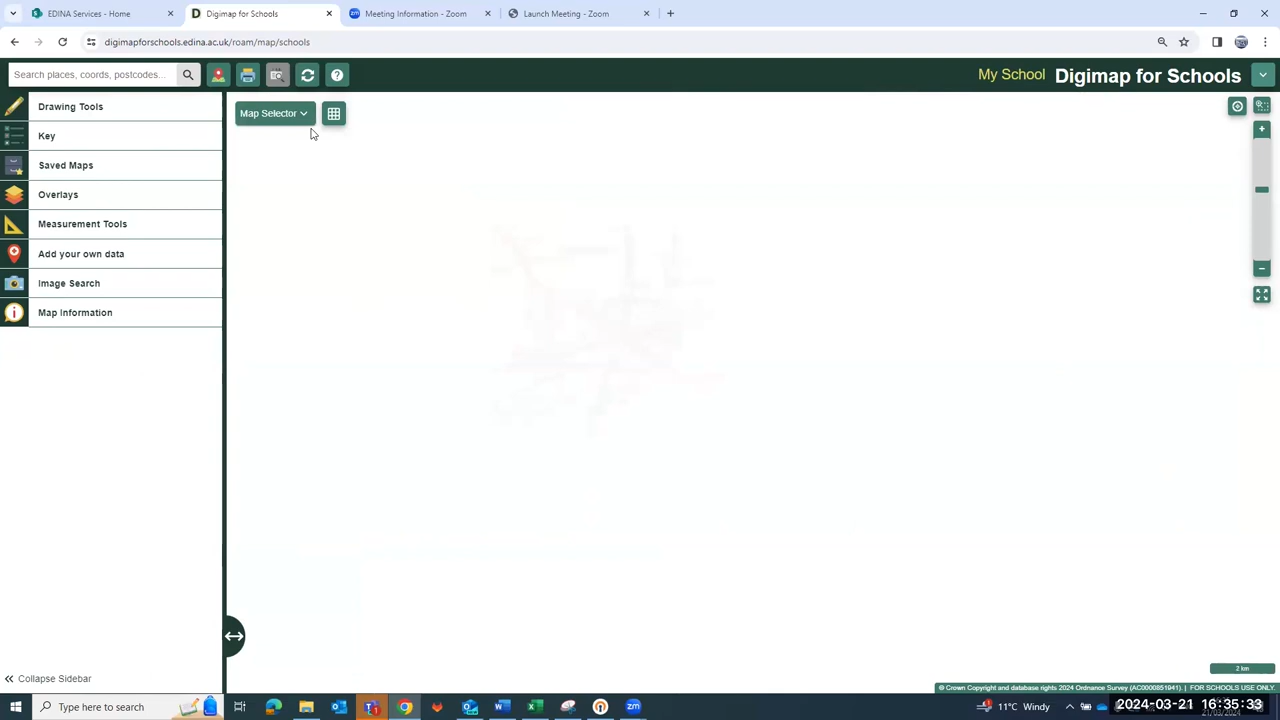 EDINA Services - Home
Digimap for Schools
Meeting Information - Zoom
Launch Meeting - Zoom
digimapforschools.edina.ac.uk/roam/map/schools
Search places, coords, postcodes...
My School
Digimap for Schools
Drawing Tools
Map Selector
Key
Saved Maps
Overlays
Measurement Tools
Add your own data
Image Search
Map Information
Collapse Sidebar
2 km
© Crown Copyright and database rights 2024 Ordnance Survey (AC0000851941). | FOR SCHOOLS USE ONLY.
Type here to search
11°C Windy
2024-03-21 16:35:33